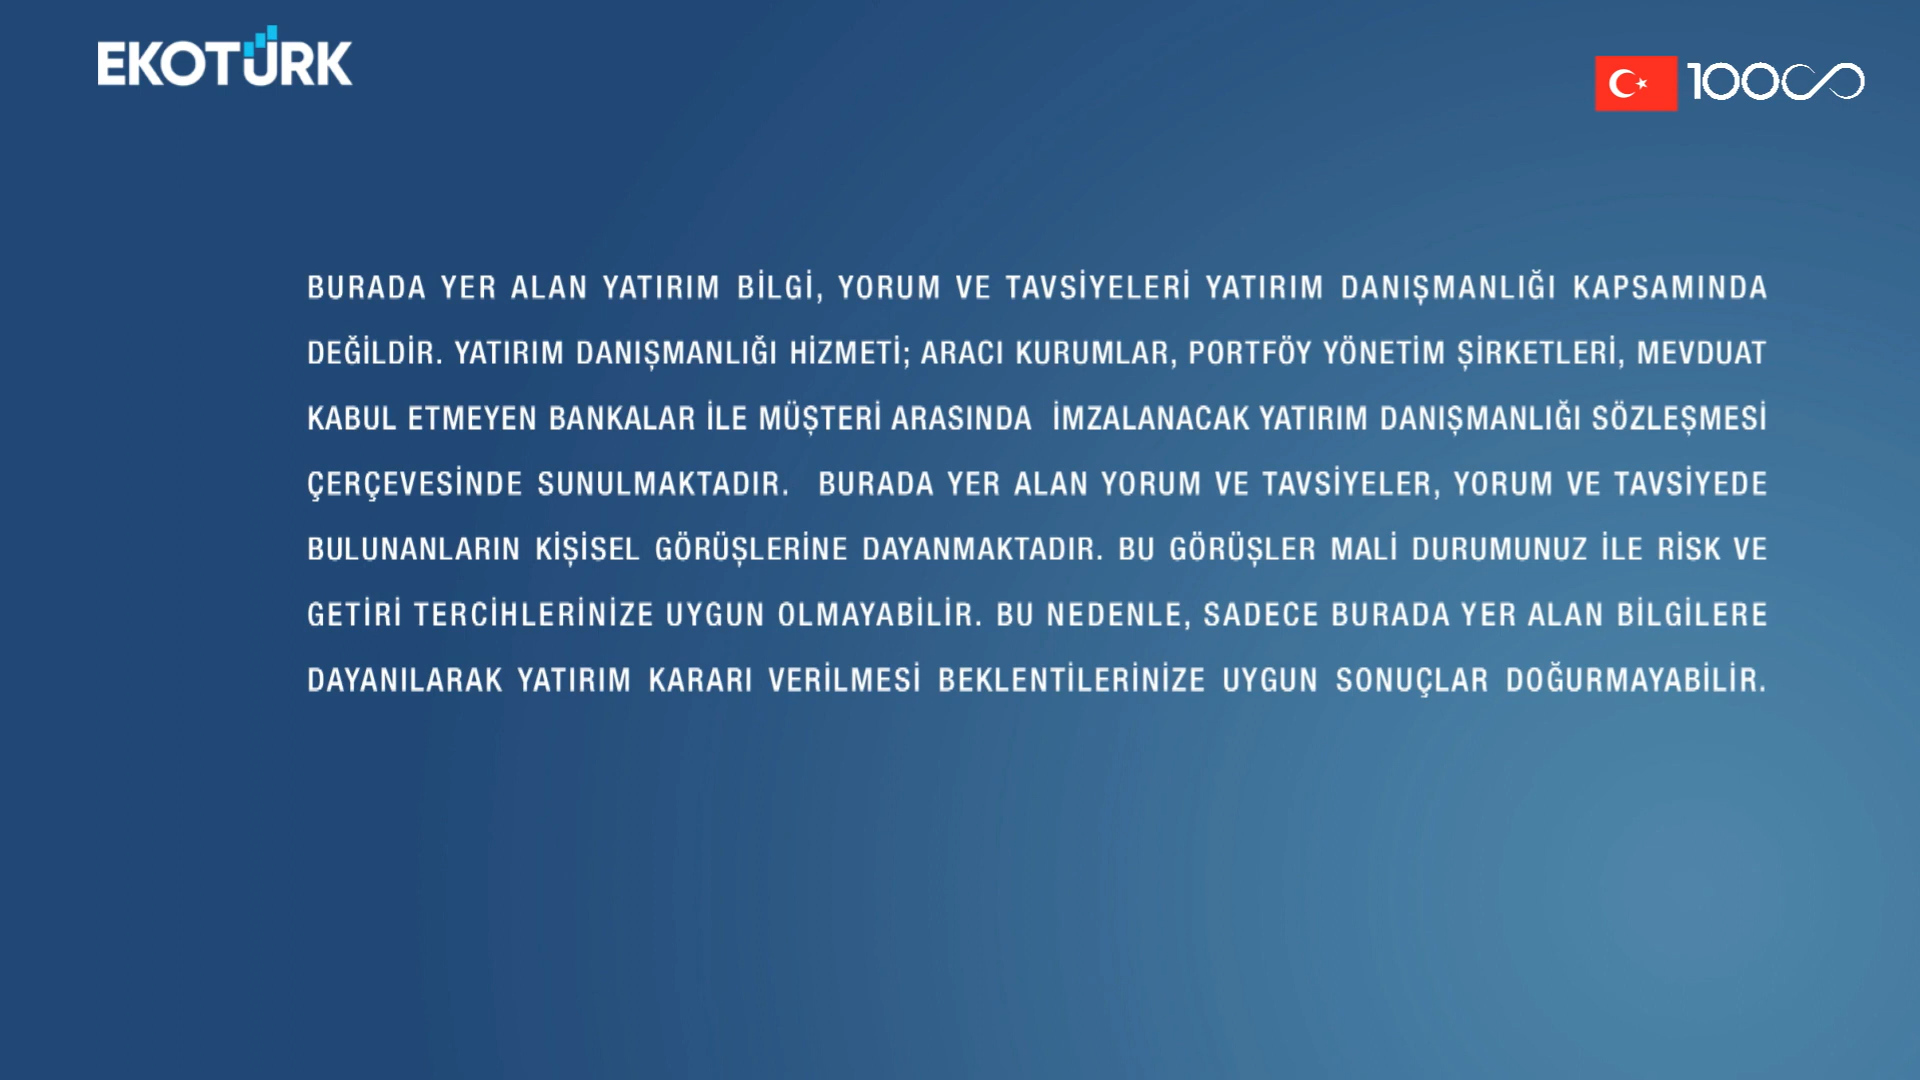 EKOTÜRK
100
BURADA YER ALAN YATIRIM BİLGİ, YORUM VE TAVSİYELERİ YATIRIM DANIŞMANLIĞI KAPSAMINDA
DEĞİLDİR. YATIRIM DANIŞMANLIĞI HİZMETİ; ARACI KURUMLAR, PORTFÖY YÖNETİM ŞİRKETLERİ, MEVDUAT
KABUL ETMEYEN BANKALAR İLE MÜŞTERİ ARASINDA İMZALANACAK YATIRIM DANIŞMANLIĞI SÖZLEŞMESİ
ÇERÇEVESİNDE SUNULMAKTADIR. BURADA YER ALAN YORUM VE TAVSİYELER, YORUM VE TAVSİYEDE
BULUNANLARIN KİŞİSEL GÖRÜŞLERİNE DAYANMAKTADIR. BU GÖRÜŞLER MALİ DURUMUNUZ İLE RİSK VE
GETİRİ TERCİHLERİNİZE UYGUN OLMAYABİLİR. BU NEDENLE, SADECE BURADA YER ALAN BİLGİLERE
DAYANILARAK YATIRIM KARARI VERİLMESİ BEKLENTİLERİNİZE UYGUN SONUÇLAR DOĞURMAYABİLİR.